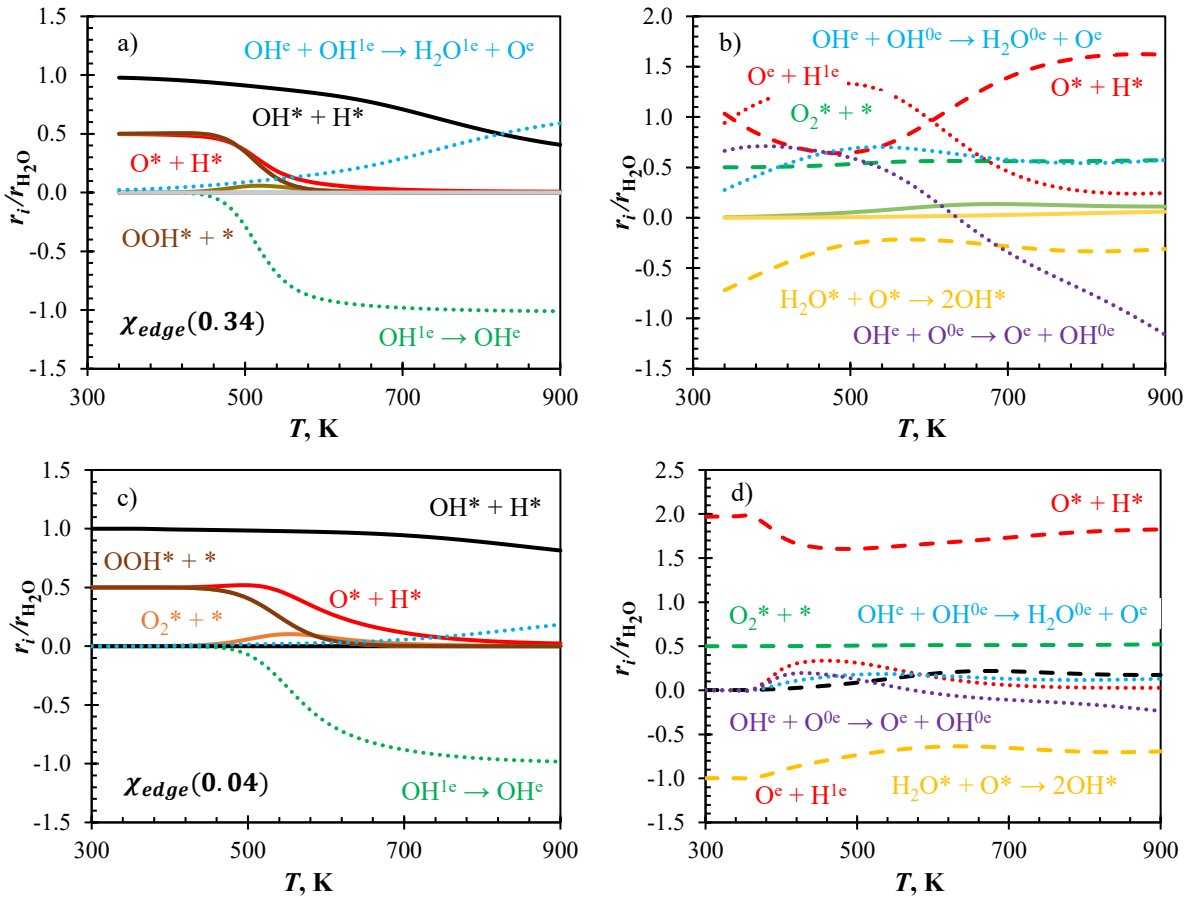 a)
OHᵉ + OH¹ᵉ → H₂O¹ᵉ + Oᵉ
OH* + H*
O* + H*
OOH* + *
χedge(0.34)
OH¹ᵉ → OHᵉ
rᵢ/r_H₂O
1.5
1.0
0.5
0.0
-0.5
-1.0
-1.5
300
500
700
900
T, K
b)
OHᵉ + OH⁰ᵉ → H₂O⁰ᵉ + Oᵉ
Oᵉ + H¹ᵉ
O* + H*
O₂* + *
H₂O* + O* → 2OH*
OHᵉ + O⁰ᵉ → Oᵉ + OH⁰ᵉ
rᵢ/r_H₂O
2.0
1.5
1.0
0.5
0.0
-0.5
-1.0
-1.5
300
500
700
900
T, K
c)
OH* + H*
OOH* + *
O* + H*
O₂* + *
χedge(0.04)
OH¹ᵉ → OHᵉ
rᵢ/r_H₂O
1.5
1.0
0.5
0.0
-0.5
-1.0
-1.5
300
500
700
900
T, K
d)
O* + H*
O₂* + *
OHᵉ + OH⁰ᵉ → H₂O⁰ᵉ + Oᵉ
OHᵉ + O⁰ᵉ → Oᵉ + OH⁰ᵉ
Oᵉ + H¹ᵉ
H₂O* + O* → 2OH*
rᵢ/r_H₂O
2.5
2.0
1.5
1.0
0.5
0.0
-0.5
-1.0
-1.5
300
500
700
900
T, K